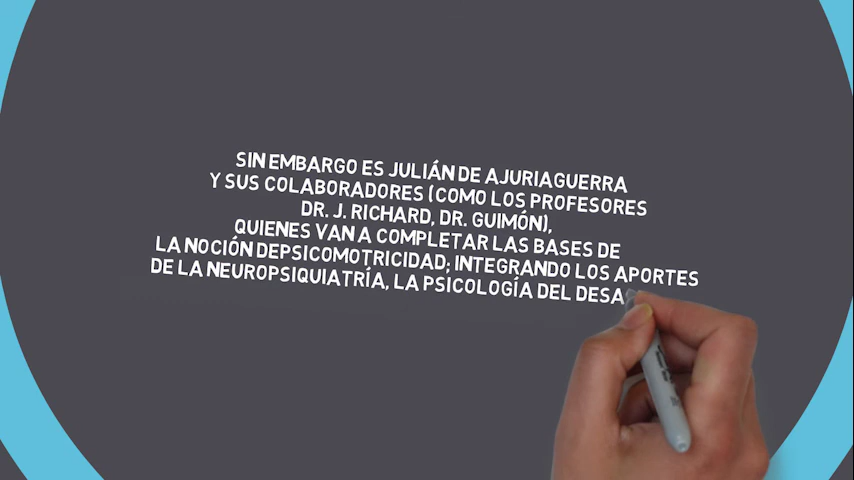 SIN EMBARGO ES JULIÁN DE AJURIAGUERRA
Y SUS COLABORADORES (COMO LOS PROFESORES
DR. J. RICHARD, DR. GUIMÓN),
QUIENES VAN A COMPLETAR LAS BASES DE
LA NOCIÓN DEPSICOMOTRICIDAD; INTEGRANDO LOS APORTES
DE LA NEUROPSIQUIATRÍA, LA PSICOLOGÍA DEL DESA